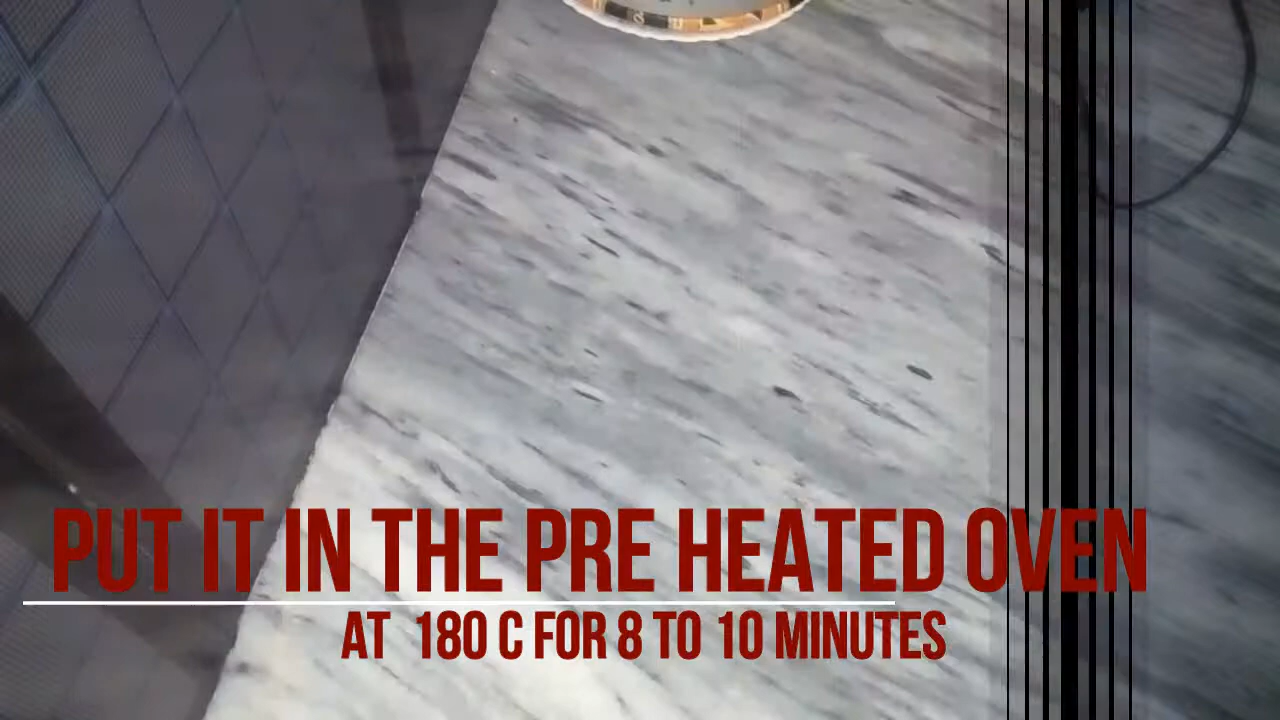 PUT IT IN THE PRE HEATED OVEN
AT 180 C FOR 8 TO 10 MINUTES